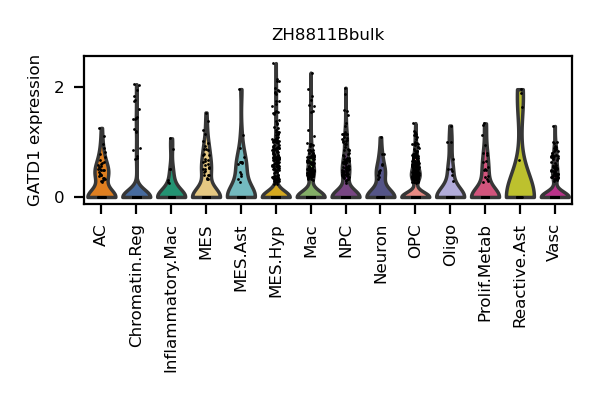 ZH8811Bbulk
GATD1 expression
2
0
AC
Chromatin.Reg
Inflammatory.Mac
MES
MES.Ast
MES.Hyp
Mac
NPC
Neuron
OPC
Oligo
Prolif.Metab
Reactive.Ast
Vasc